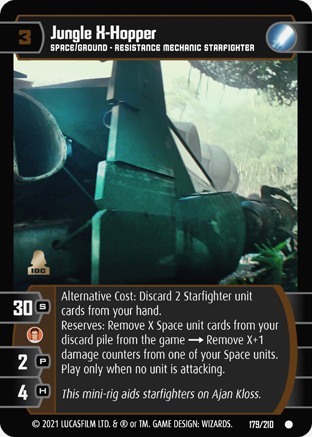 3
Jungle X-Hopper
SPACE/GROUND - RESISTANCE MECHANIC STARFIGHTER
IDC
30 S
2 P
4 H
Alternative Cost: Discard 2 Starfighter unit
cards from your hand.
Reserves: Remove X Space unit cards from your
discard pile from the game → Remove X+1
damage counters from one of your Space units.
Play only when no unit is attacking.
This mini-rig aids starfighters on Ajan Kloss.
© 2021 LUCASFILM LTD. & ® or TM. GAME DESIGN: WIZARDS.
179/210